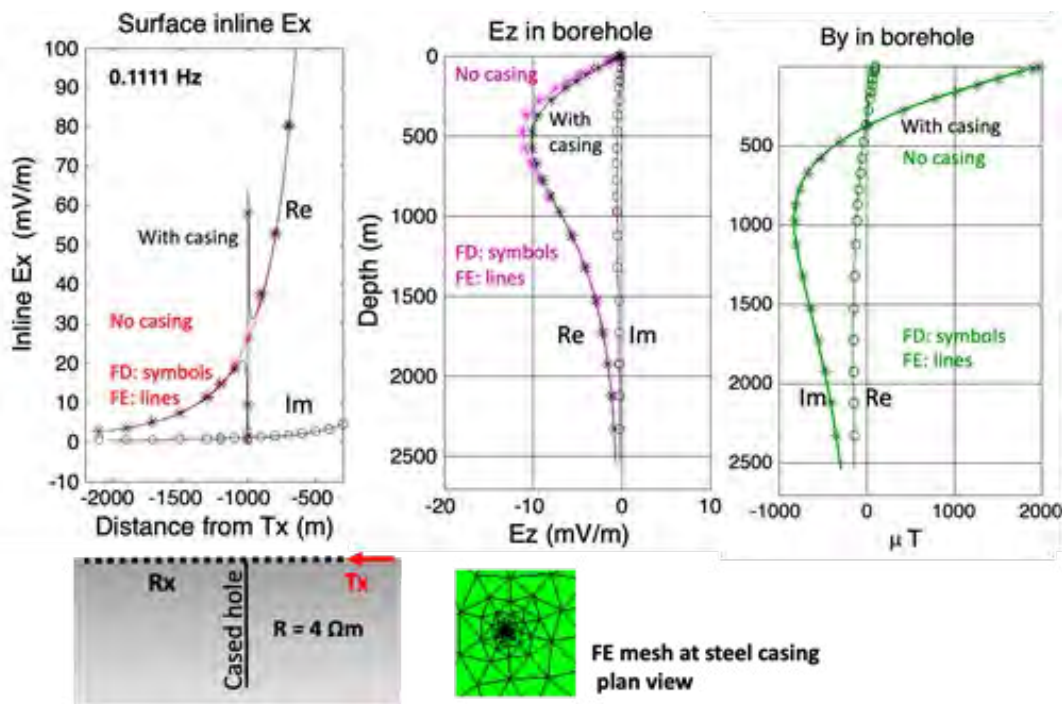 Surface inline Ex
100
90
80
70
60
50
40
30
20
10
0
-10
Inline Ex (mV/m)
0.1111 Hz
Re
With casing
No casing
FD: symbols
FE: lines
Im
-2000 -1500 -1000 -500
Distance from Tx (m)
Ez in borehole
0
500
1000
1500
2000
2500
Depth (m)
No casing
With
casing
FD: symbols
FE: lines
Re Im
-20 -10 0 10
Ez (mV/m)
By in borehole
0
500
1000
1500
2000
2500
With casing
No casing
FD: symbols
FE: lines
Im Re
-1000 0 1000 2000
μ T
Rx
Cased hole
Tx
R = 4 Ωm
FE mesh at steel casing
plan view